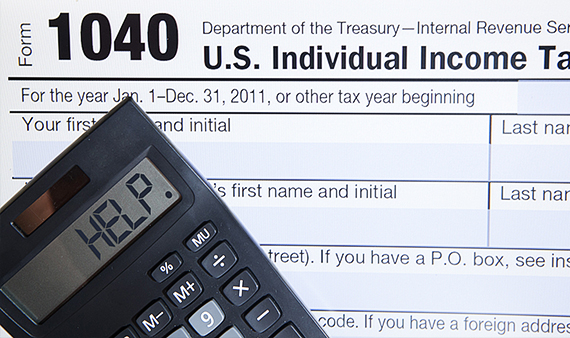 Form 1040
Department of the Treasury—Internal Revenue Ser
U.S. Individual Income Ta
For the year Jan. 1–Dec. 31, 2011, or other tax year beginning
Your first and initial
Last nam
's first name and initial
Last nam
treet). If you have a P.O. box, see ins
code. If you have a foreign addres
HELP.
MU
% ÷
M+ ×
M− 9 −